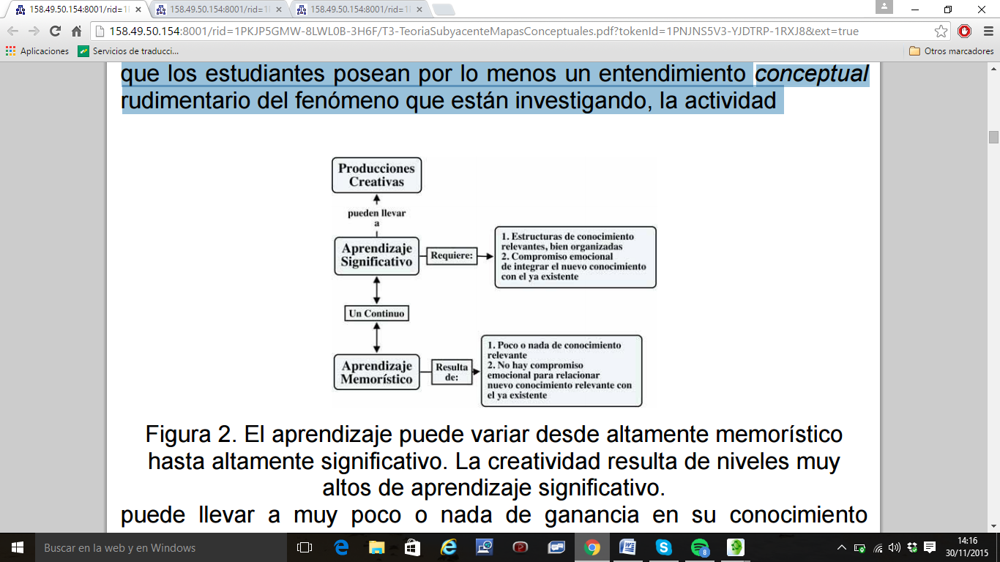 158.49.50.154:8001/rid=1
158.49.50.154:8001/rid=1
158.49.50.154:8001/rid=1
158.49.50.154:8001/rid=1PKJP5GMW-8LWL0B-3H6F/T3-TeoriaSubyacenteMapasConceptuales.pdf?tokenId=1PNJNS5V3-YJDTRP-1RXJ8&ext=true
Aplicaciones
Servicios de traducci...
Otros marcadores
que los estudiantes posean por lo menos un entendimiento conceptual
rudimentario del fenómeno que están investigando, la actividad
Producciones
Creativas
pueden llevar
a
Aprendizaje
Significativo
Requiere:
1. Estructuras de conocimiento
relevantes, bien organizadas
2. Compromiso emocional
de integrar el nuevo conocimiento
con el ya existente
Un Continuo
Aprendizaje
Memorístico
Resulta
de:
1. Poco o nada de conocimiento
relevante
2. No hay compromiso
emocional para relacionar
nuevo conocimiento relevante con
el ya existente
Figura 2. El aprendizaje puede variar desde altamente memorístico
hasta altamente significativo. La creatividad resulta de niveles muy
altos de aprendizaje significativo.
puede llevar a muy poco o nada de ganancia en su conocimiento
Buscar en la web y en Windows
8
14:16
30/11/2015